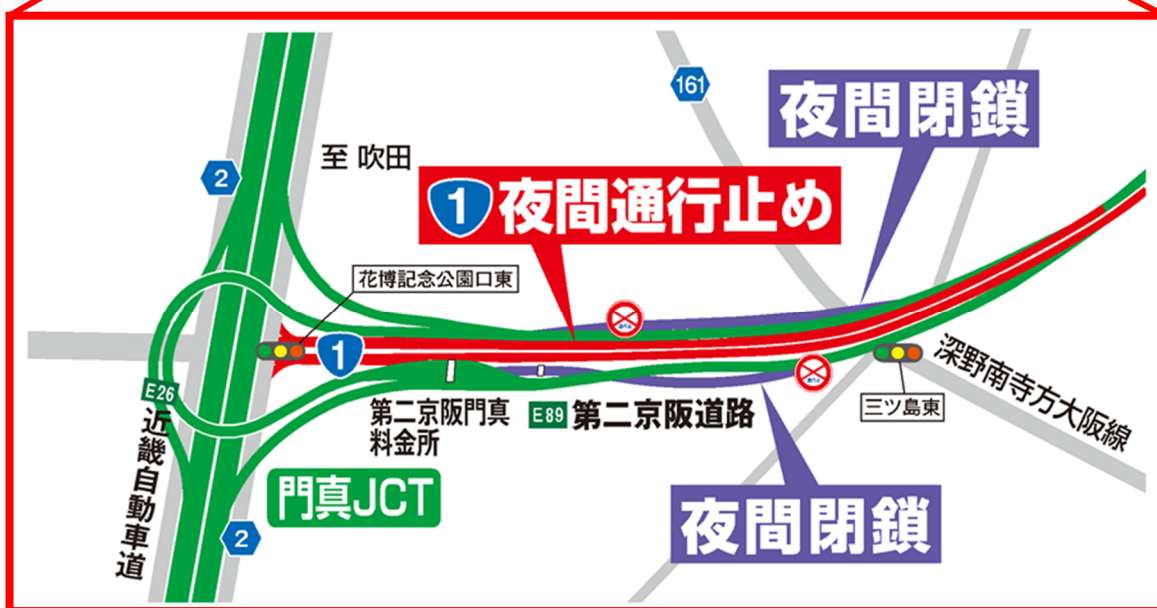 161
夜間閉鎖
至 吹田
2
1 夜間通行止め
花博記念公園口東
1
E26
近畿自動車道
第二京阪門真
料金所
E89 第二京阪道路
三ツ島東
深野南寺方大阪線
門真JCT
夜間閉鎖
2